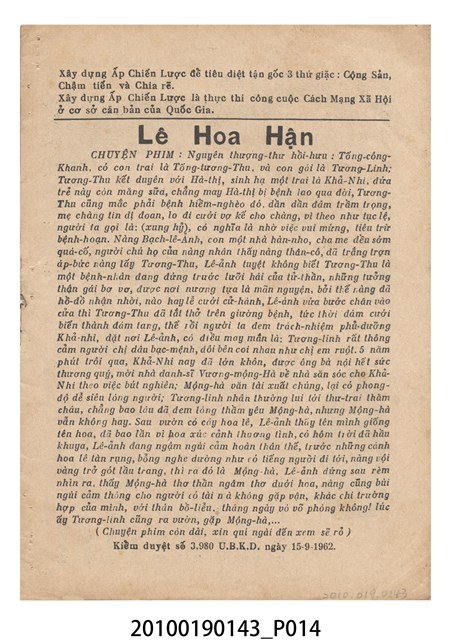 Xây dựng Ấp Chiến Lược để tiêu diệt tận gốc 3 thứ giặc : Cộng Sản,
Chậm tiến và Chia rẽ.
Xây dựng Ấp Chiến Lược là thực thi công cuộc Cách Mạng Xã Hội
ở cơ sở căn bản của Quốc Gia.
Lê Hoa Hận
CHUYỆN PHIM : Nguyên thượng-thư hồi-hưu : Tống-công-
Khanh, có con trai là Tống-tương-Thu, và con gái là Tương-Linh;
Tương-Thu kết duyên với Hà-thị, sinh hạ một trai là Khả-Nhi, đứa
trẻ này còn măng sữa, chẳng may Hà-thị bị bệnh lao qua đời, Tương-
Thu cũng mắc phải bệnh hiểm-nghèo đó, dần dần đâm trầm trọng,
mẹ chàng tin dị đoan, lo đi cưới vợ kế cho chàng, vì theo như tục lệ,
người ta gọi là: (xung hỷ), có nghĩa là nhờ việc vui mừng, tiêu trừ
bệnh-hoạn. Nàng Bạch-lê-Ảnh, con một nhà hàn-nho, cha mẹ đều sớm
quá-cố, người chú họ của nàng nhân thấy nàng thân-cô, đã trắng trợn
áp-bức nàng lấy Tương-Thu, Lê-ảnh tuyệt không biết Tương-Thu là
một bệnh-nhân đang đứng trước lưỡi hái của tử-thần, những tưởng
thận gái bơ vơ, được nơi nương tựa là mãn nguyện, bởi thế nàng đã
hồ-đồ nhận nhời, nào hay lễ cưới cử-hành, Lê-ảnh vừa bước chân vào
cửa thì Tương-Thu đã tắt thở trên giường bệnh, tức thời đám cưới
biến thành đám tang, thế rồi người ta đem trách-nhiệm phủ-dưỡng
Khả-nhi, đặt nơi Lê-ảnh, có điều may mắn là: Tương-linh rất thông
cảm người chị dâu bạc-mệnh, đôi bên coi nhau như chị em ruột. 5 năm
phút trôi qua, Khả-Nhi nay đã lớn khôn, được ông bà nội hết sức
thương quý, mời nhà danh-sĩ Vương-mộng-Hà về nhà săn sóc cho Khả-
Nhi theo việc bút nghiên; Mộng-hà văn tài xuất chúng, lại có phong-
độ dễ siêu lòng người; Tương-linh nhân thường lui tới thư-trai thăm
cháu, chẳng bao lâu đã đem lòng thầm yêu Mộng-hà, nhưng Mộng-hà
vẫn không hay. Sau vườn có cây hoa lê, Lê-ảnh thấy tên mình giống
tên hoa, đã bao lần vì hoa xúc cảnh thương tình, có hôm trời đã hầu
khuya, Lê-ảnh đang ngậm ngùi cảm hoàn thân thế, trước những cánh
hoa lê tàn rụng, bỗng nghe dường như có tiếng người đi tới, nàng vội
vàng trở gót lầu trang, thì ra đó là Mộng-hà, Lê-ảnh đứng sau rèm
nhìn ra, thấy Mộng-hà thơ thẩn ngâm thơ dưới hoa, nàng cũng bùi
ngùi cảm thông cho người có tài mà không gặp vận, khác chi trường
hợp của mình, với thân bồ-liễu, tháng ngày vò võ phòng không! lúc
ấy Tương-linh cũng ra vườn, gặp Mộng-hà,...
( Chuyện phim còn dài, xin quí ngài đến xem sẽ rõ )
Kiểm duyệt số 3.980 U.B.K.D. ngày 15-9-1962.
2010.019.0143
20100190143_P014